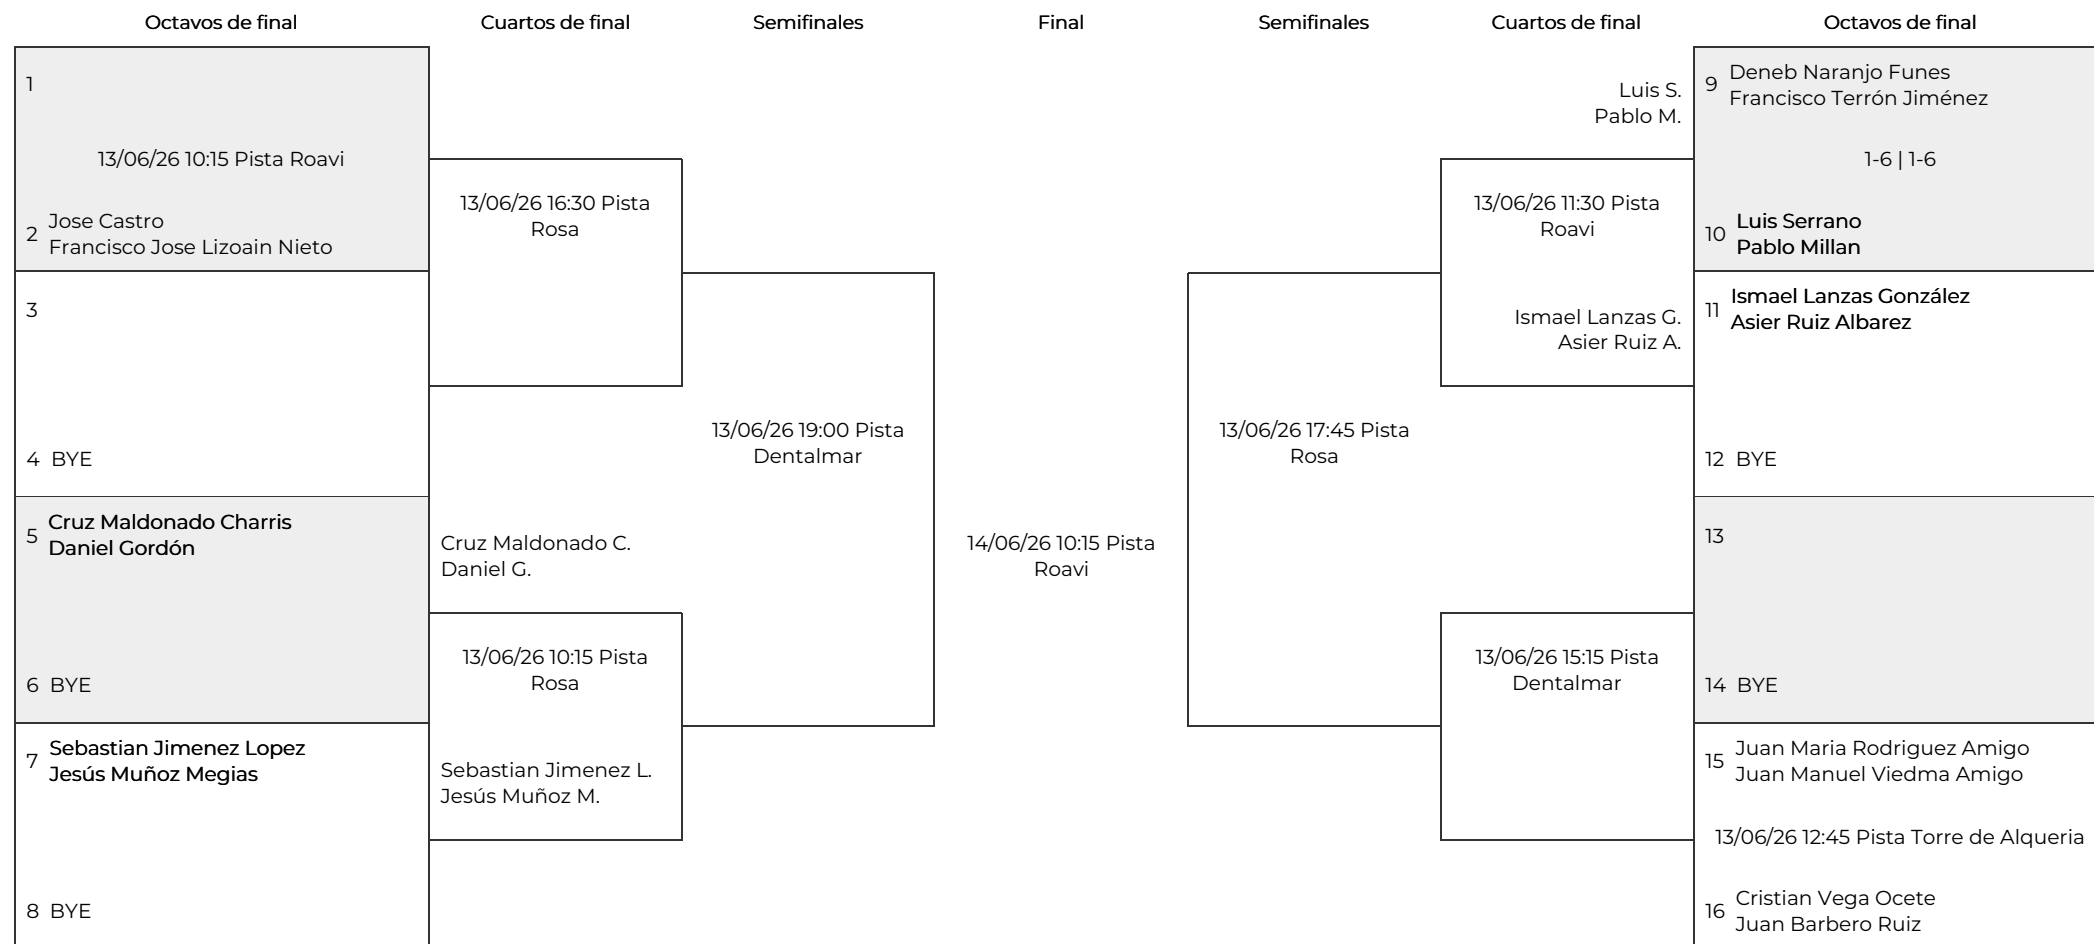 Octavos de final
Cuartos de final
Semifinales
Final
Semifinales
Cuartos de final
Octavos de final
1
13/06/26 10:15 Pista Roavi
2
Jose Castro
Francisco Jose Lizoain Nieto
3
4 BYE
5
Cruz Maldonado Charris
Daniel Gordón
6 BYE
7
Sebastian Jimenez Lopez
Jesús Muñoz Megias
8 BYE
13/06/26 16:30 Pista
Rosa
Cruz Maldonado C.
Daniel G.
13/06/26 10:15 Pista
Rosa
Sebastian Jimenez L.
Jesús Muñoz M.
13/06/26 19:00 Pista
Dentalmar
14/06/26 10:15 Pista
Roavi
13/06/26 17:45 Pista
Rosa
Luis S.
Pablo M.
13/06/26 11:30 Pista
Roavi
Ismael Lanzas G.
Asier Ruiz A.
13/06/26 15:15 Pista
Dentalmar
9
Deneb Naranjo Funes
Francisco Terrón Jiménez
1-6 | 1-6
10
Luis Serrano
Pablo Millan
11
Ismael Lanzas González
Asier Ruiz Albarez
12 BYE
13
14 BYE
15
Juan Maria Rodriguez Amigo
Juan Manuel Viedma Amigo
13/06/26 12:45 Pista Torre de Alqueria
16
Cristian Vega Ocete
Juan Barbero Ruiz